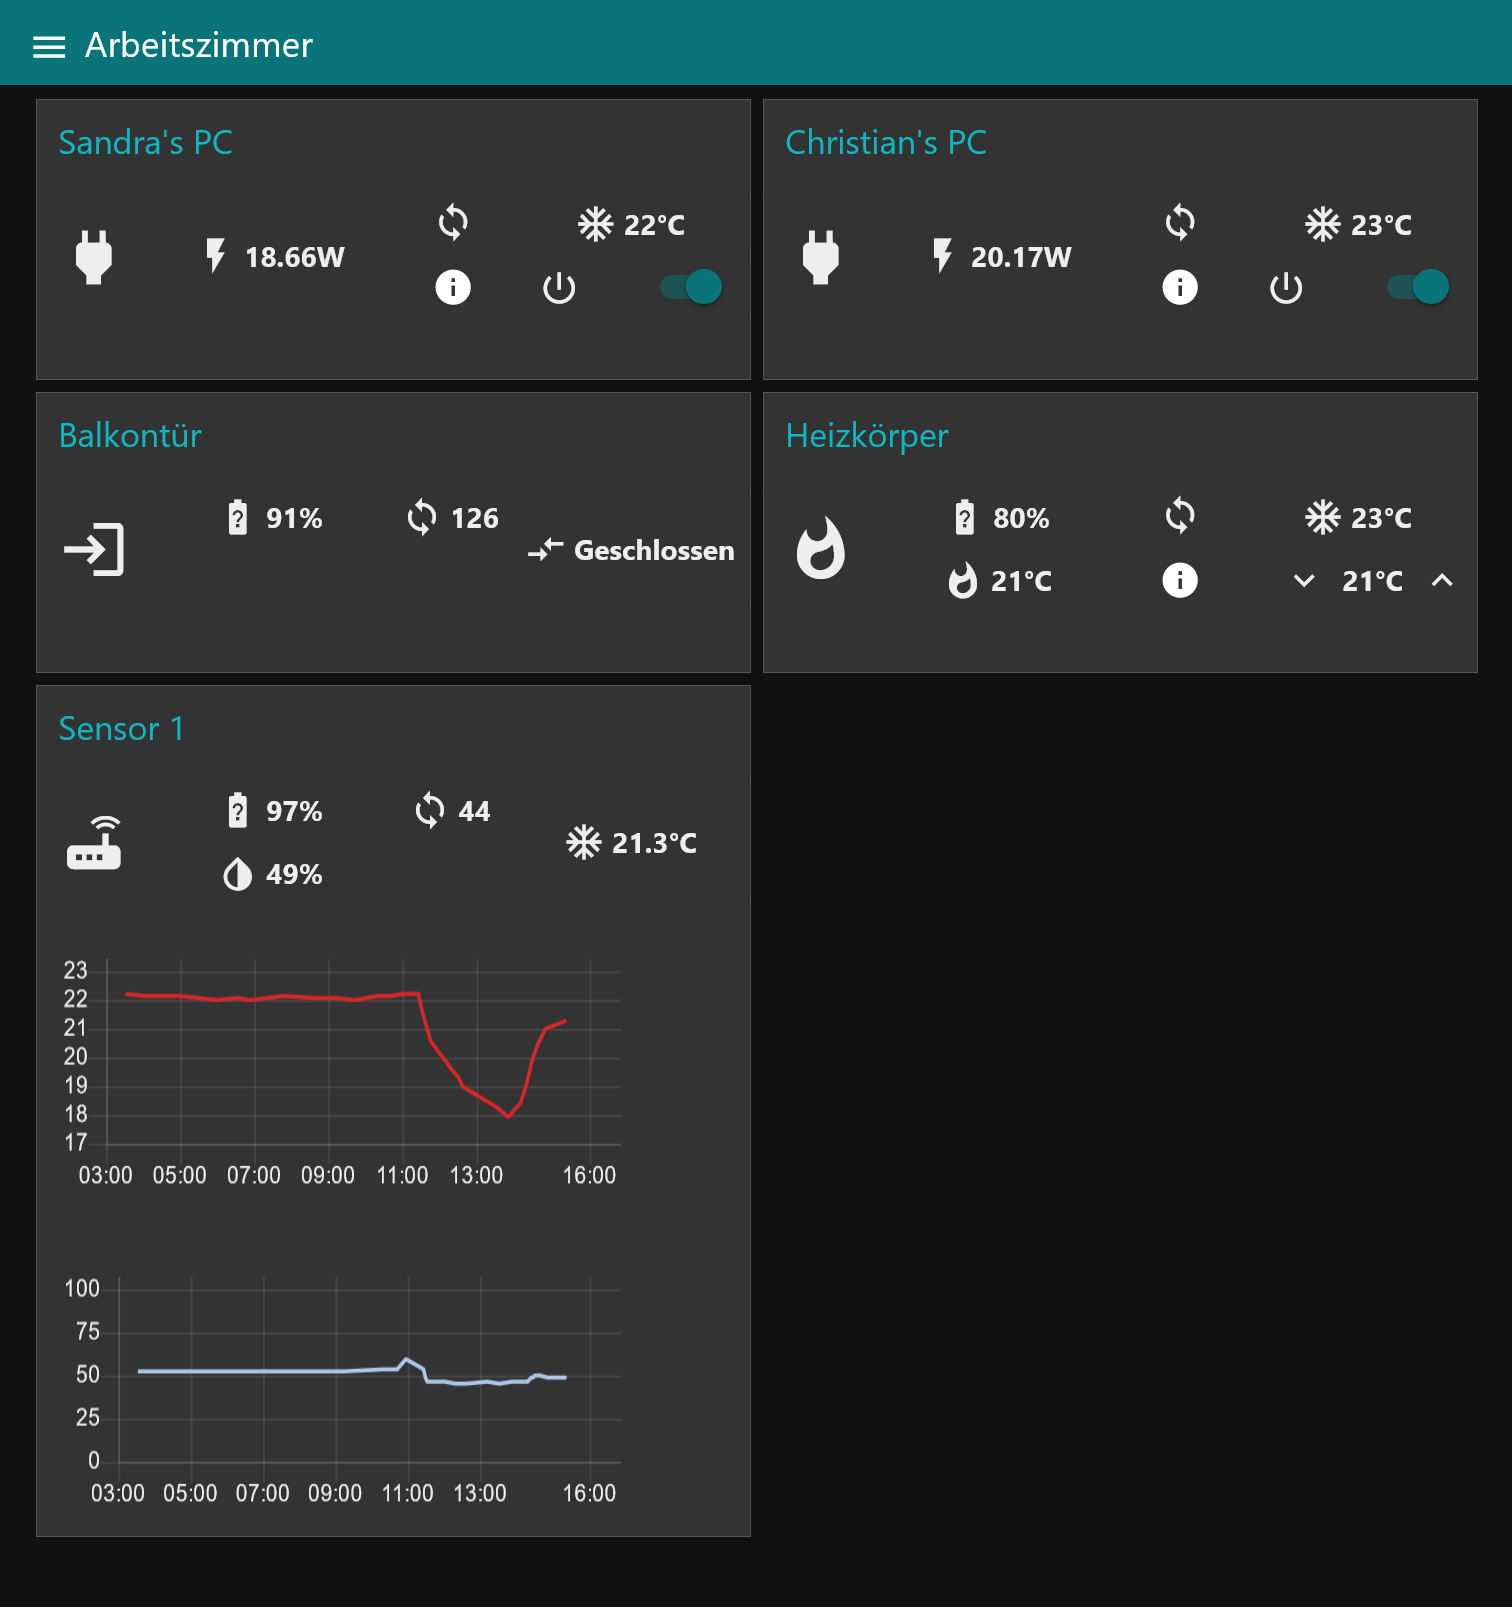 Arbeitszimmer
Sandra's PC
18.66W
22°C
Christian's PC
20.17W
23°C
Balkontür
91%
126
Geschlossen
Heizkörper
80%
23°C
21°C
21°C
Sensor 1
97%
44
21.3°C
49%
23
22
21
20
19
18
17
03:00 05:00 07:00 09:00 11:00 13:00 16:00
100
75
50
25
0
03:00 05:00 07:00 09:00 11:00 13:00 16:00